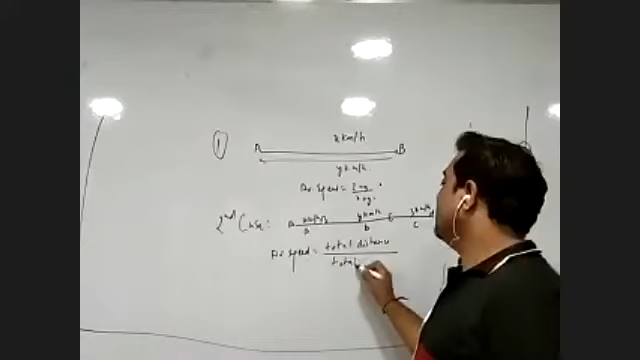 x km/h
1 A B
y km/h
Av. Speed = 2xy / x+y
2nd Case: A x km/h B y km/h C z km/h
a b c
Av speed = total distance
total